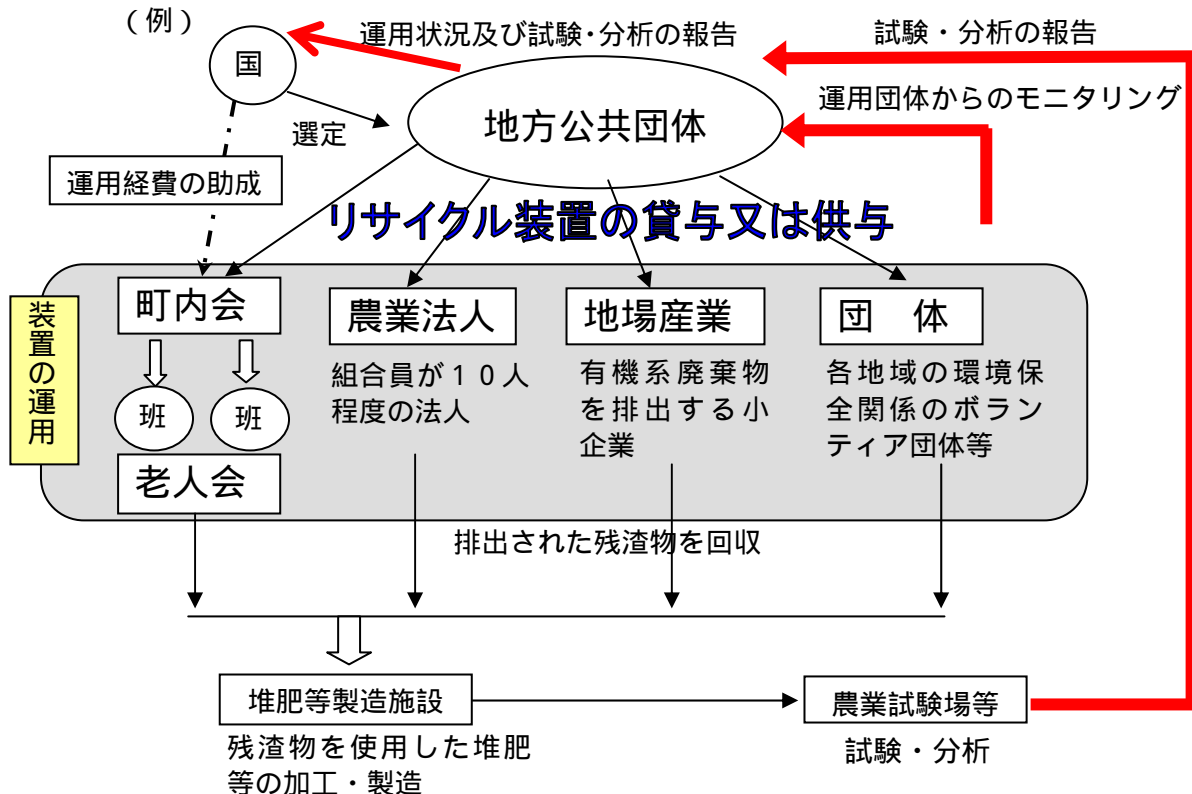 （例）
国
運用状況及び試験・分析の報告
試験・分析の報告
選定
地方公共団体
運用団体からのモニタリング
運用経費の助成
リサイクル装置の貸与又は供与
装置の運用
町内会
農業法人
地場産業
団　体
組合員が１０人
程度の法人
有機系廃棄物
を排出する小
企業
各地域の環境保
全関係のボラン
ティア団体等
班
班
老人会
排出された残渣物を回収
堆肥等製造施設
農業試験場等
残渣物を使用した堆肥
等の加工・製造
試験・分析